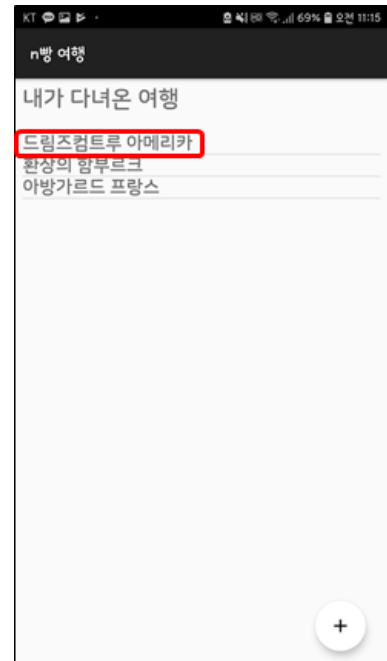 KT 69% 오전 11:15
n빵 여행
내가 다녀온 여행
드림즈컴트루 아메리카
환상의 함부르크
아방가르드 프랑스
+